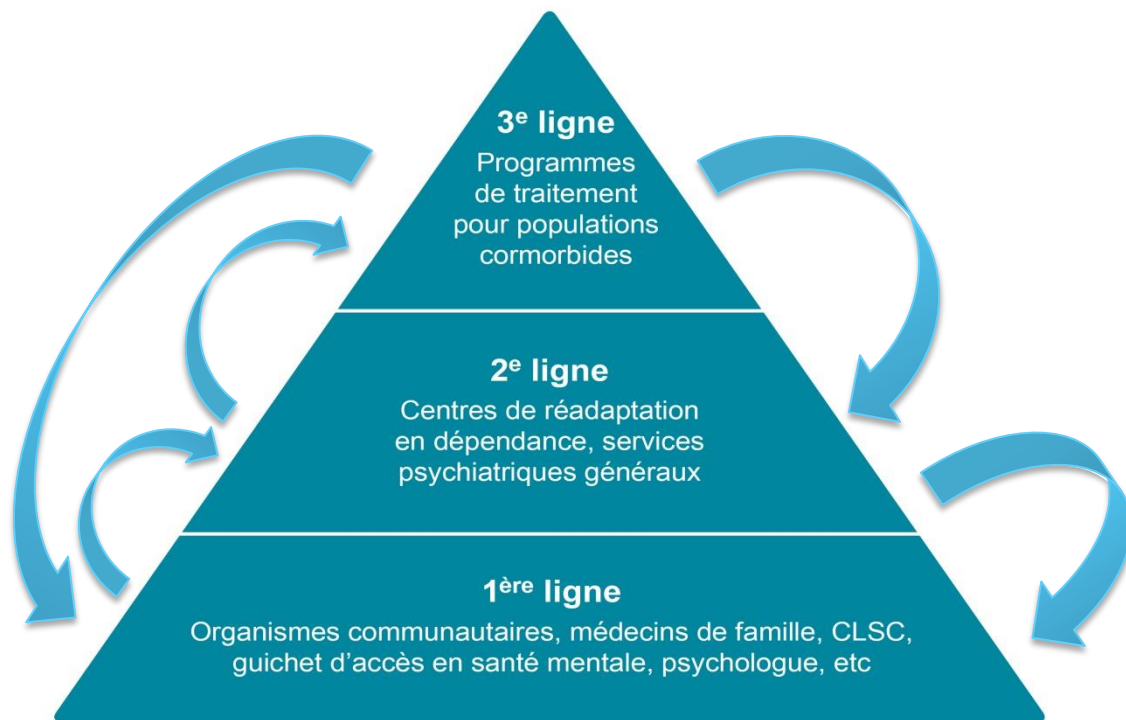 3e ligne
Programmes
de traitement
pour populations
cormorbides
2e ligne
Centres de réadaptation
en dépendance, services
psychiatriques généraux
1ère ligne
Organismes communautaires, médecins de famille, CLSC,
guichet d'accès en santé mentale, psychologue, etc